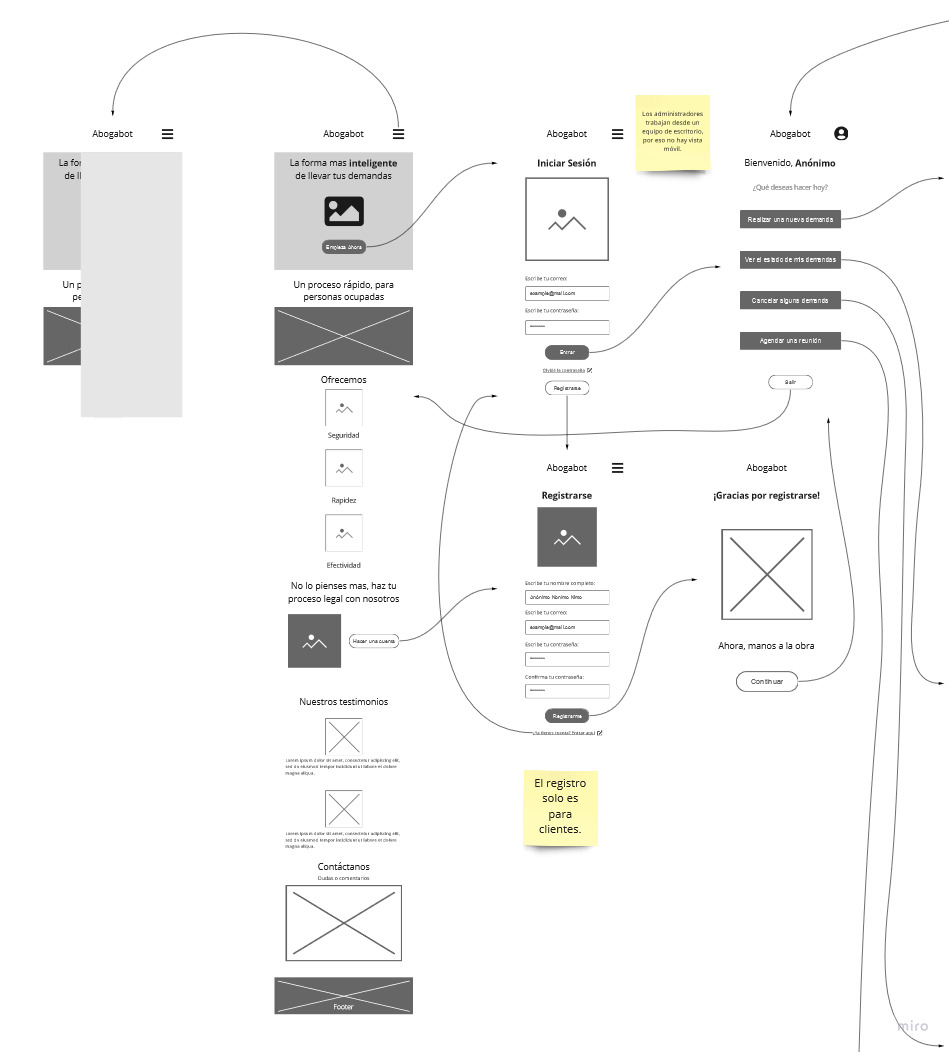 Abogabot
La for
de ll
Un p
pe
Abogabot
La forma mas inteligente
de llevar tus demandas
Empieza Ahora
Un proceso rápido, para
personas ocupadas
Ofrecemos
Seguridad
Rapidez
Efectividad
No lo pienses mas, haz tu
proceso legal con nosotros
Hacer una cuenta
Nuestros testimonios
Lorem ipsum dolor sit amet, consectetur adipiscing elit,
sed do eiusmod tempor incididunt ut labore et dolore
magna aliqua.
Lorem ipsum dolor sit amet, consectetur adipiscing elit,
sed do eiusmod tempor incididunt ut labore et dolore
magna aliqua.
Contáctanos
Dudas o comentarios
Footer
Abogabot
Iniciar Sesión
Escribe tu correo:
example@mail.com
Escribe tu contraseña:
Entrar
Olvidé la contraseña
Registrarse
Los administradores
trabajan desde un
equipo de escritorio,
por eso no hay vista
móvil.
Abogabot
Registrarse
Escribe tu nombre completo:
Anónimo Nonimo Nimo
Escribe tu correo:
example@mail.com
Escribe tu contraseña:
Confirma tu contraseña:
Registrarme
¿Ya tienes cuenta? Entrar aquí
El registro
solo es
para
clientes.
Abogabot
Bienvenido, Anónimo
¿Qué deseas hacer hoy?
Realizar una nueva demanda
Ver el estado de mis demandas
Cancelar alguna demanda
Agendar una reunión
Salir
Abogabot
¡Gracias por registrarse!
Ahora, manos a la obra
Continuar
miro